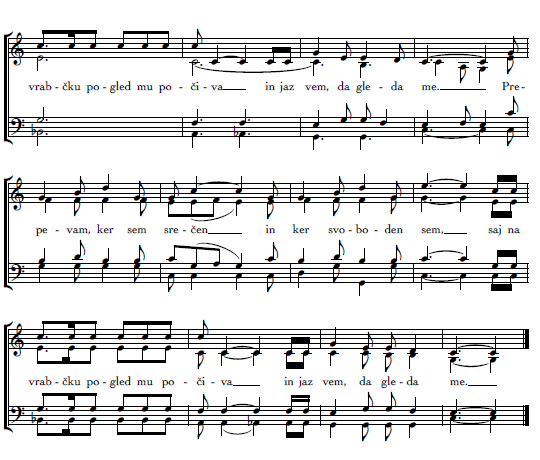 vrab - čku po - gled mu po - či - va in jaz vem, da gle - da me. Pre-
pe - vam, ker sem sre - čen in ker svo - bo - den sem, saj na
vrab - čku po - gled mu po - či - va in jaz vem, da gle - da me.